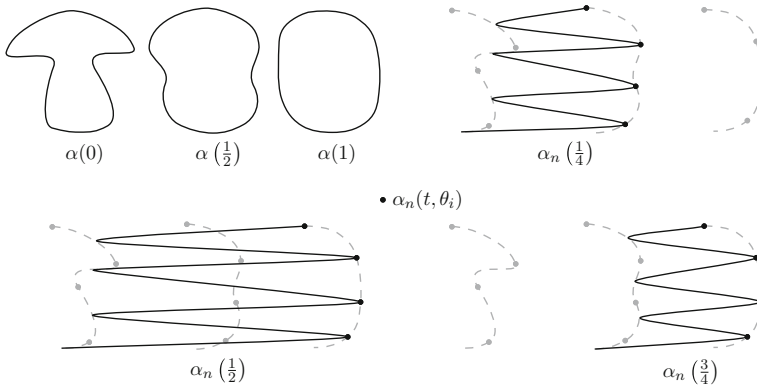 α(0) α(1/2) α(1) α_n(1/4)
• α_n(t, θ_i)
α_n(1/2) α_n(3/4)